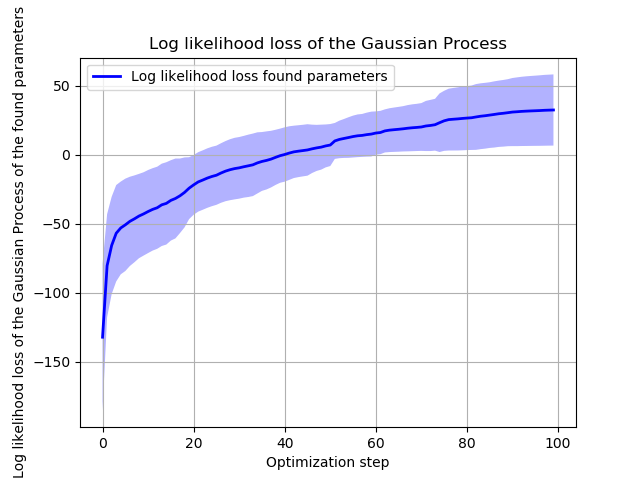 Log likelihood loss of the Gaussian Process
Log likelihood loss found parameters
Log likelihood loss of the Gaussian Process of the found parameters
50
0
−50
−100
−150
0 20 40 60 80 100
Optimization step